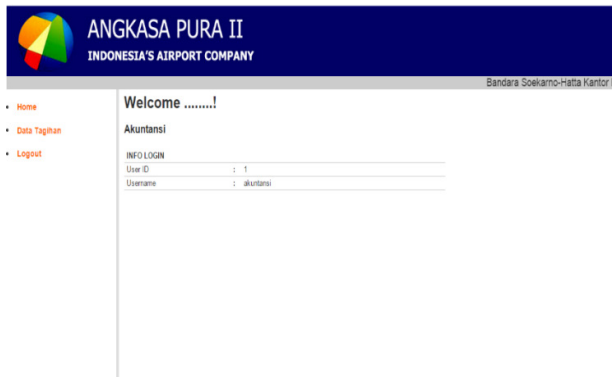 ANGKASA PURA II
INDONESIA'S AIRPORT COMPANY
Bandara Soekarno-Hatta Kantor
Home
Data Tagihan
Logout
Welcome ........!
Akuntansi
INFO LOGIN
User ID : 1
Username : akuntansi